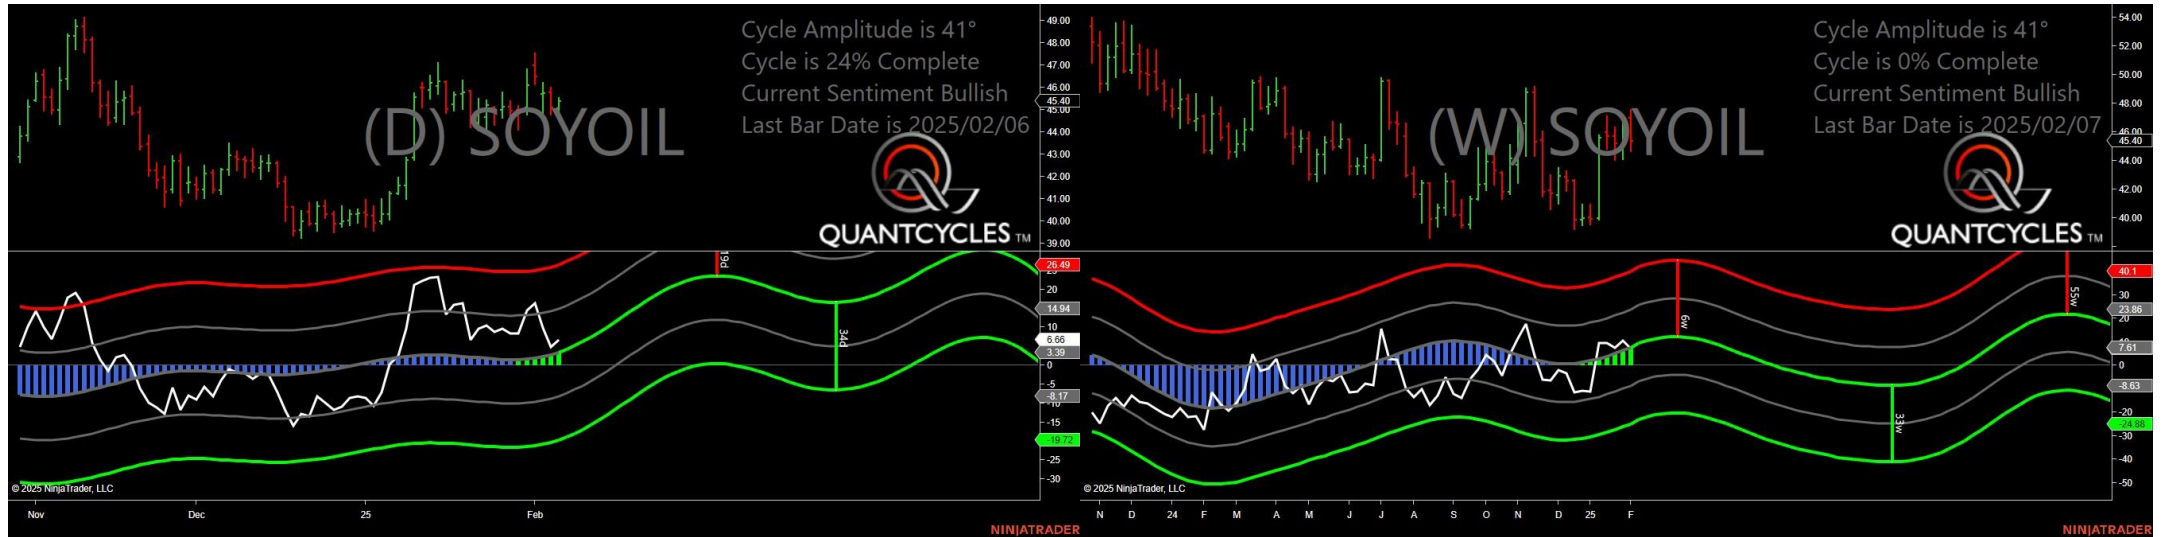 Cycle Amplitude is 41°
Cycle is 24% Complete
Current Sentiment Bullish
Last Bar Date is 2025/02/06
(D) SOYOIL
QUANTCYCLES TM
49.00
48.00
47.00
46.00
45.40
45.00
44.00
43.00
42.00
41.00
40.00
39.00
19d
34d
26.49
20
14.94
10
6.66
3.39
0
-5
-8.17
-15
-19.72
-25
-30
© 2025 NinjaTrader, LLC
Nov
Dec
25
Feb
NINJATRADER
Cycle Amplitude is 41°
Cycle is 0% Complete
Current Sentiment Bullish
Last Bar Date is 2025/02/07
(W) SOYOIL
QUANTCYCLES TM
54.00
52.00
50.00
48.00
46.00
45.40
44.00
42.00
40.00
6w
33w
55w
40.1
30
23.86
20
7.61
0
-8.63
-20
-24.88
-30
-40
-50
© 2025 NinjaTrader, LLC
N D 24 F M A M J J A S O N D 25 F
NINJATRADER